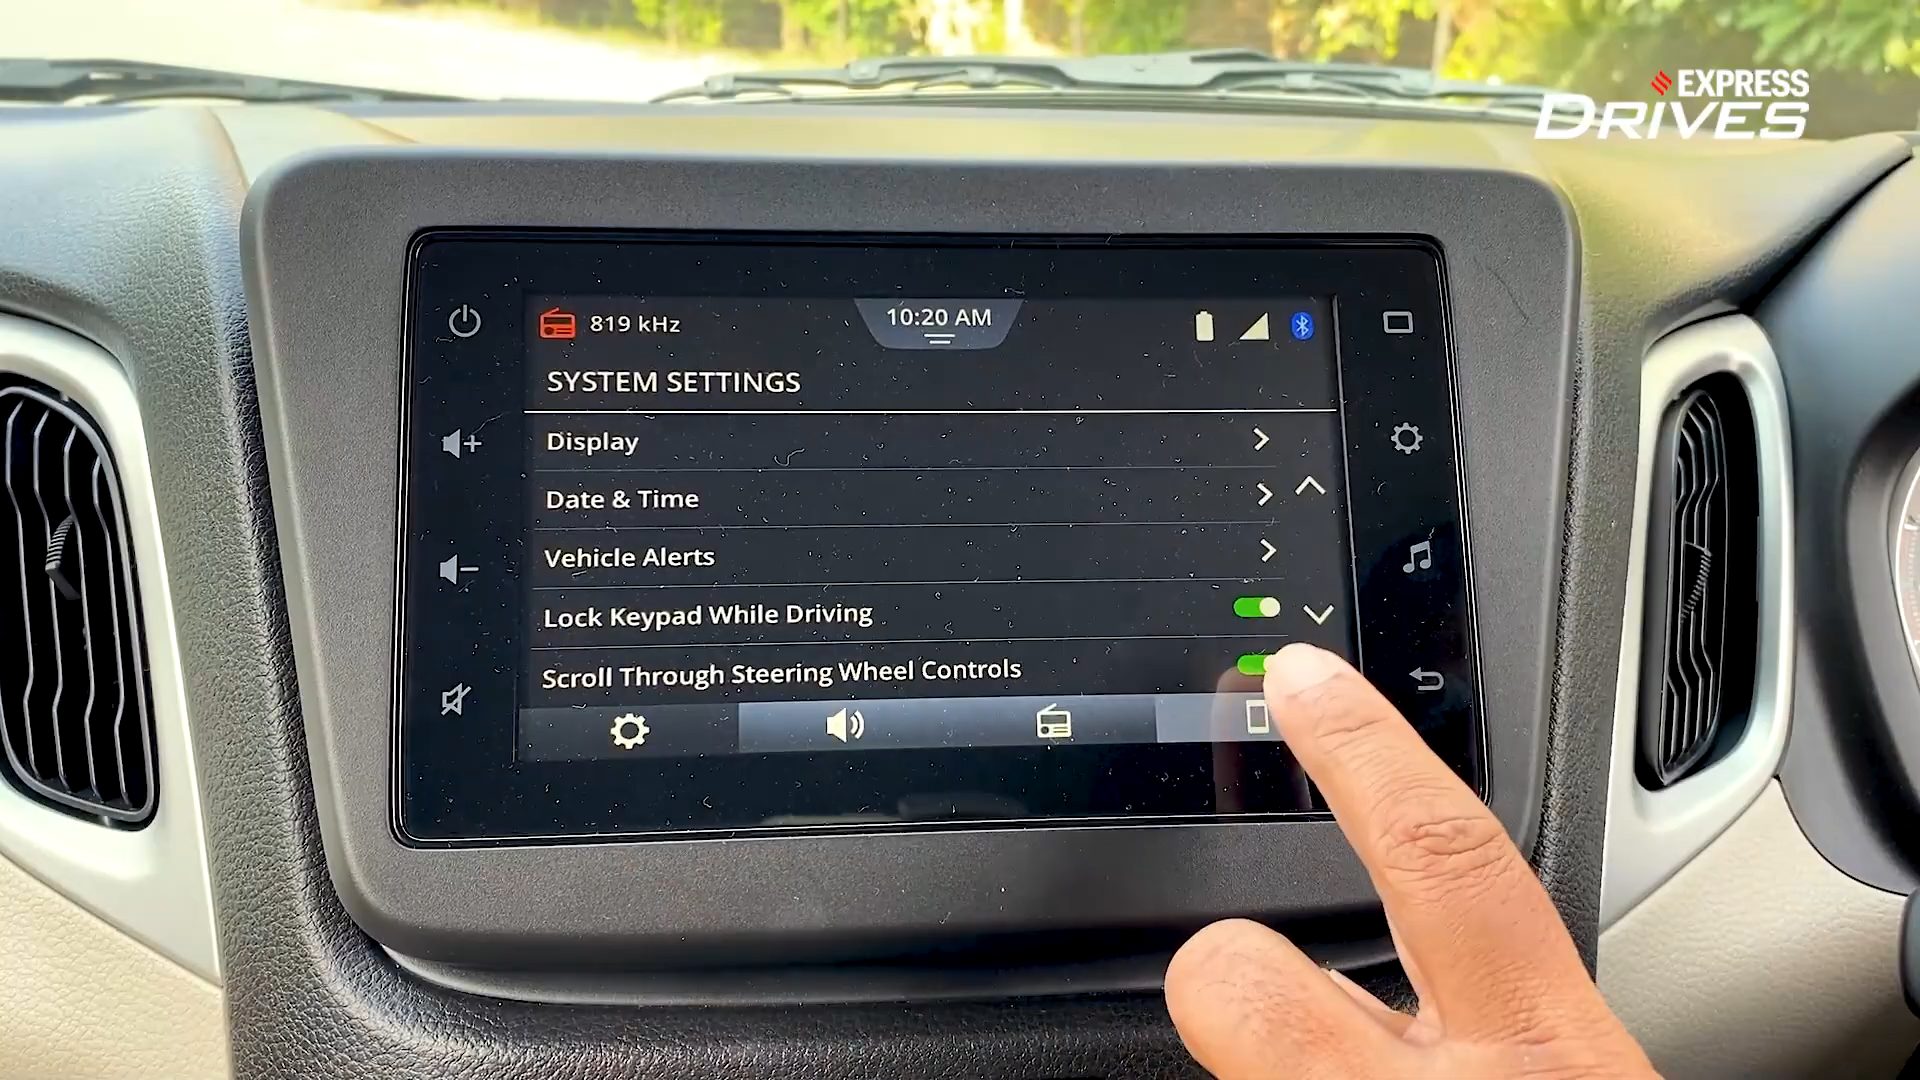 EXPRESS
DRIVES
819 kHz
10:20 AM
SYSTEM SETTINGS
Display
Date & Time
Vehicle Alerts
Lock Keypad While Driving
Scroll Through Steering Wheel Controls